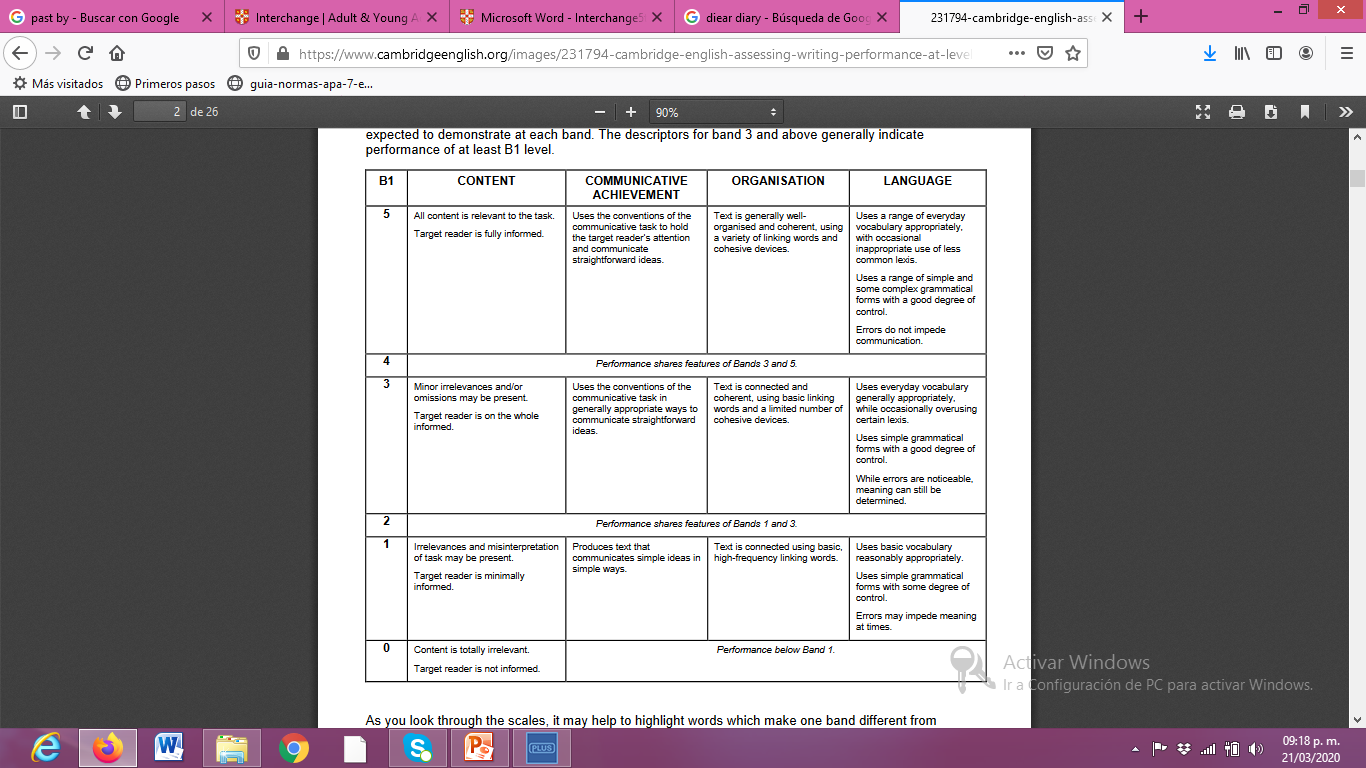 past by - Buscar con Google
Interchange | Adult & Young A
Microsoft Word - Interchange5
diear diary - Búsqueda de Goog
231794-cambridge-english-asse
https://www.cambridgeenglish.org/images/231794-cambridge-english-assessing-writing-performance-at-level
Más visitados
Primeros pasos
guia-normas-apa-7-e...
2
de 26
90%
expected to demonstrate at each band. The descriptors for band 3 and above generally indicate
performance of at least B1 level.
B1
CONTENT
COMMUNICATIVE
ACHIEVEMENT
ORGANISATION
LANGUAGE
5
All content is relevant to the task.
Target reader is fully informed.
Uses the conventions of the
communicative task to hold
the target reader's attention
and communicate
straightforward ideas.
Text is generally well-
organised and coherent, using
a variety of linking words and
cohesive devices.
Uses a range of everyday
vocabulary appropriately,
with occasional
inappropriate use of less
common lexis.
Uses a range of simple and
some complex grammatical
forms with a good degree of
control.
Errors do not impede
communication.
4
Performance shares features of Bands 3 and 5.
3
Minor irrelevances and/or
omissions may be present.
Target reader is on the whole
informed.
Uses the conventions of the
communicative task in
generally appropriate ways to
communicate straightforward
ideas.
Text is connected and
coherent, using basic linking
words and a limited number of
cohesive devices.
Uses everyday vocabulary
generally appropriately,
while occasionally overusing
certain lexis.
Uses simple grammatical
forms with a good degree of
control.
While errors are noticeable,
meaning can still be
determined.
2
Performance shares features of Bands 1 and 3.
1
Irrelevances and misinterpretation
of task may be present.
Target reader is minimally
informed.
Produces text that
communicates simple ideas in
simple ways.
Text is connected using basic,
high-frequency linking words.
Uses basic vocabulary
reasonably appropriately.
Uses simple grammatical
forms with some degree of
control.
Errors may impede meaning
at times.
0
Content is totally irrelevant.
Target reader is not informed.
Performance below Band 1.
Activar Windows
Ir a Configuración de PC para activar Windows.
As you look through the scales, it may help to highlight words which make one band different from
PLUS
09:18 p. m.
21/03/2020